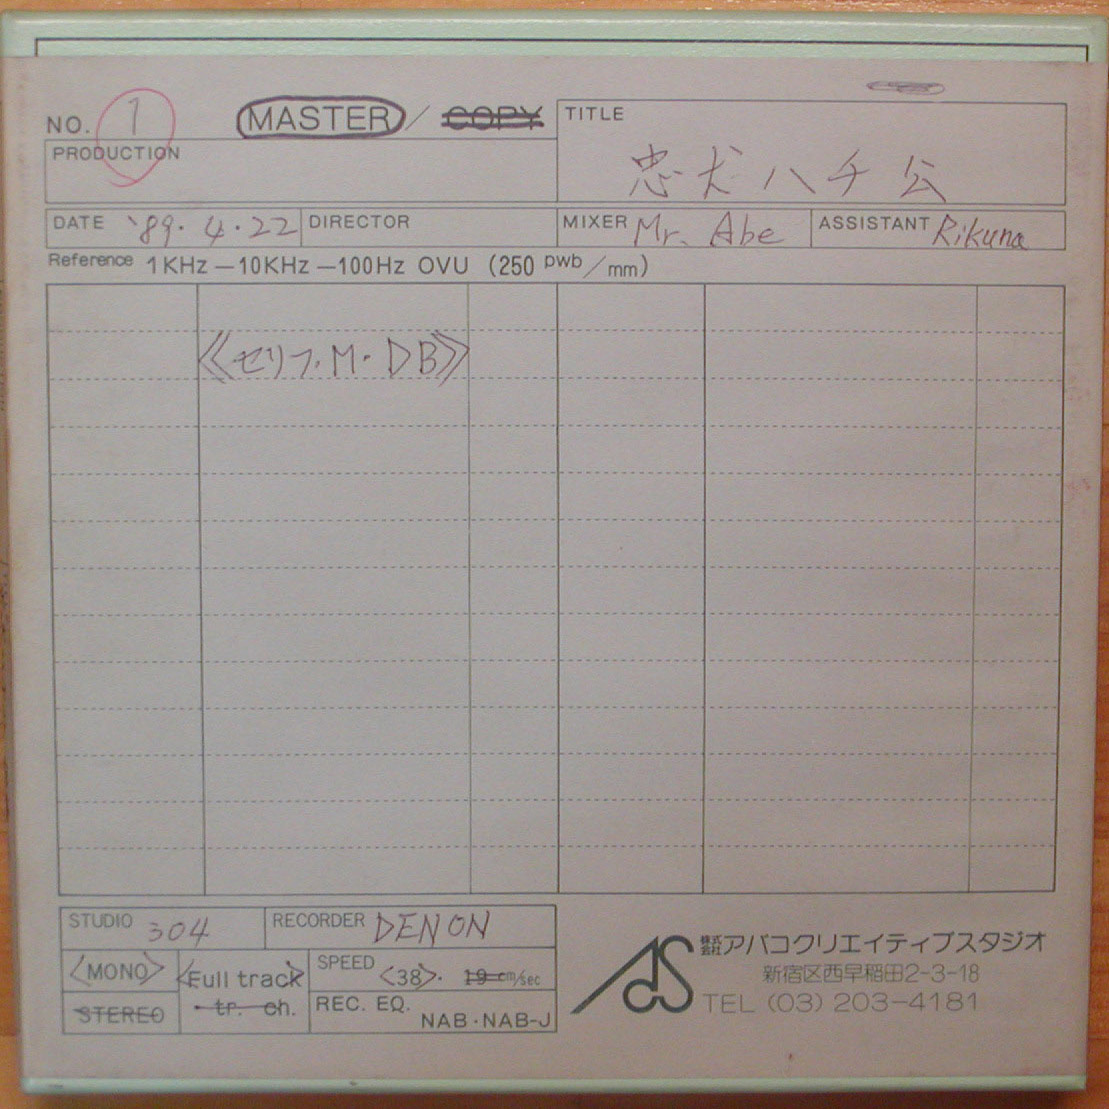 NO. 1 MASTER / COPY
TITLE
忠犬ハチ公
PRODUCTION
DATE '89・4・22 DIRECTOR MIXER Mr. Abe ASSISTANT Rikuna
Reference 1KHz－10KHz－100Hz OVU (250 pwb/mm)
《セリフ・M・DB》
STUDIO 304 RECORDER DENON
〈MONO〉 〈Full track〉 SPEED 〈38〉・19 cm/sec
STEREO tr. ch. REC. EQ. NAB・NAB-J
AS 株式会社アバコクリエイティブスタジオ
新宿区西早稲田2-3-18
TEL (03) 203-4181